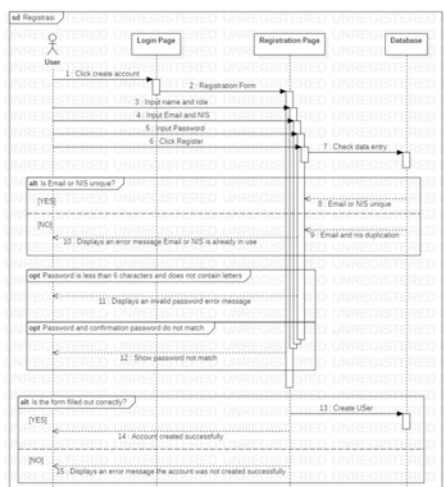 sd Registrasi
Login Page
Registration Page
Database
User
1 : Click create account
2 : Registration Form
3 : Input name and role
4 : Input Email and NIS
5 : Input Password
6 : Click Register
7 : Check data entry
alt Is Email or NIS unique?
[YES]
8 : Email or NIS unique
[NO]
9 : Email and nis duplication
10 : Displays an error message Email or NIS is already in use
opt Password is less than 6 characters and does not contain letters
11 : Displays an invalid password error message
opt Password and confirmation password do not match
12 : Show password not match
alt Is the form filled out correctly?
13 : Create USer
[YES]
14 : Account created successfully
[NO]
15 : Displays an error message the account was not created successfully
UNREGISTERED